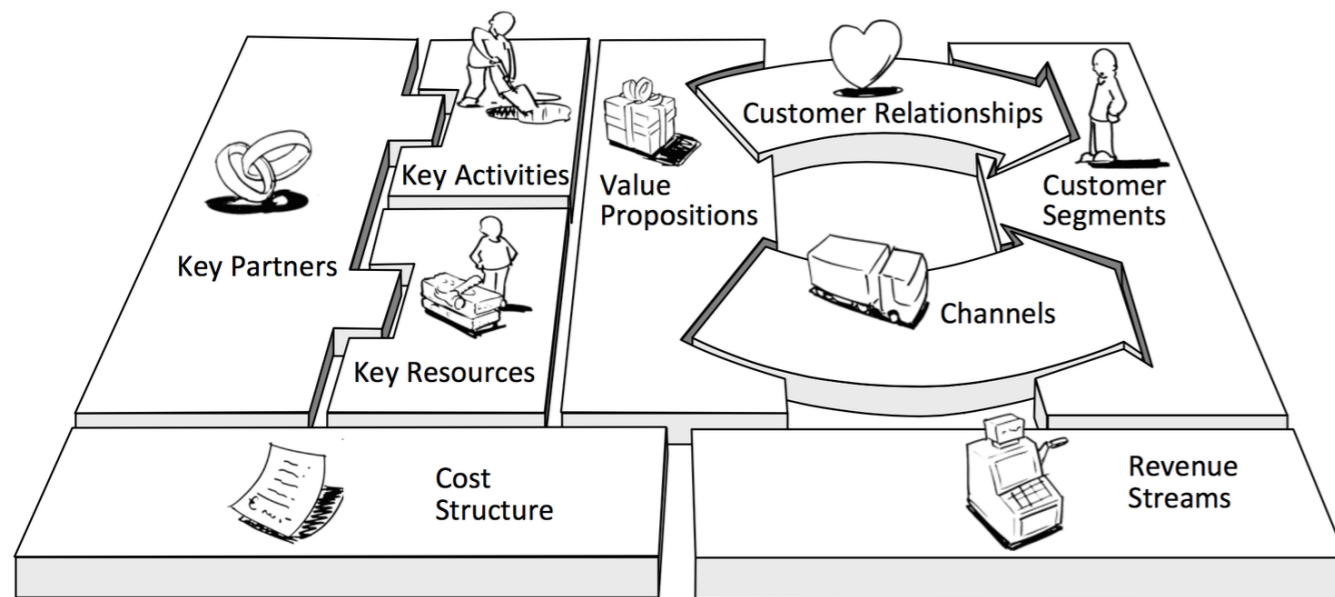 Key Partners
Key Activities
Key Resources
Value
Propositions
Customer Relationships
Channels
Customer
Segments
Cost
Structure
Revenue
Streams